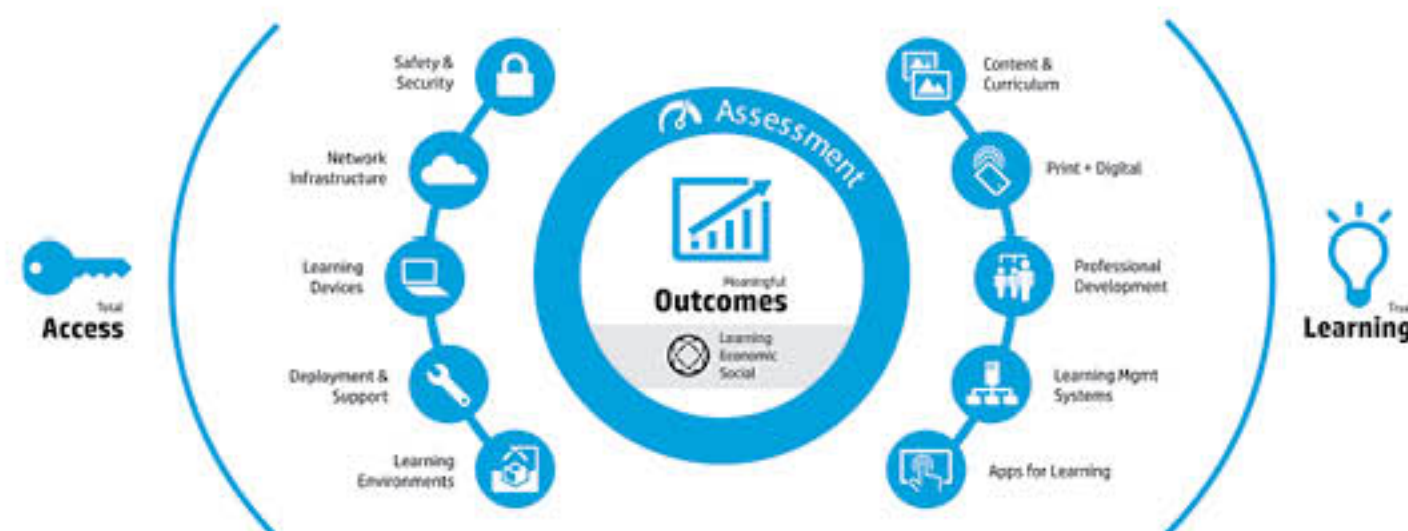 Total
Access
Safety &
Security
Network
Infrastructure
Learning
Devices
Deployment &
Support
Learning
Environments
Assessment
Meaningful
Outcomes
Learning
Economic
Social
Content &
Curriculum
Print + Digital
Professional
Development
Learning Mgmt
Systems
Apps for Learning
Learning